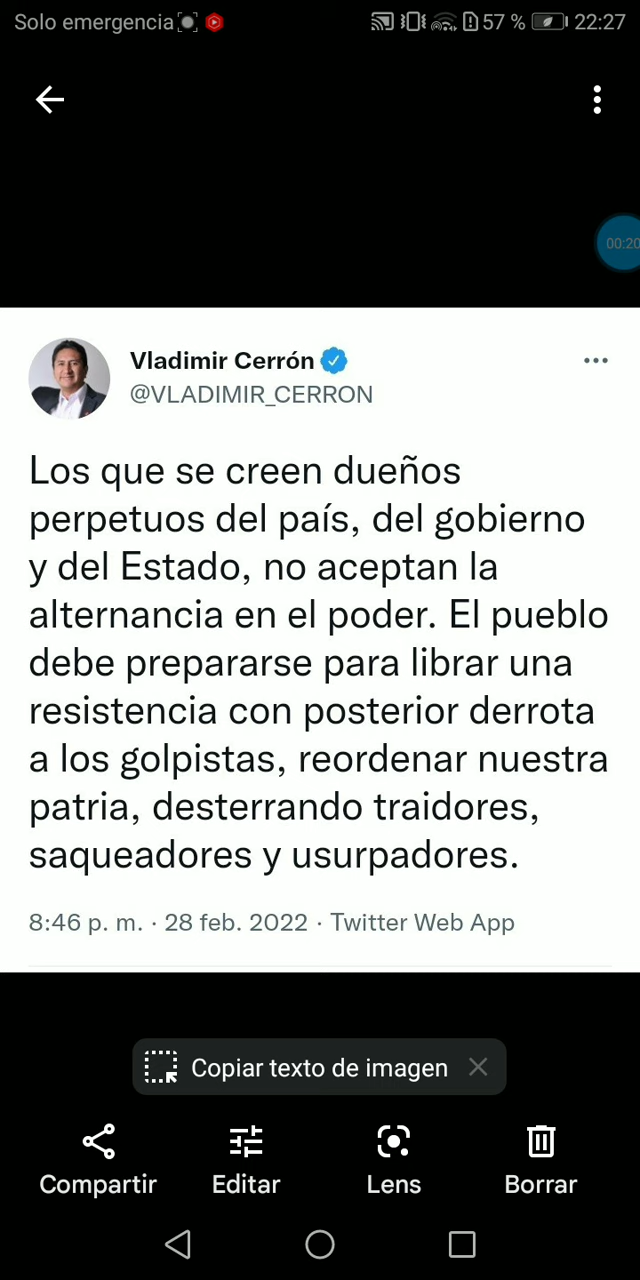 Solo emergencia 57 % 22:27
00:20
Vladimir Cerrón
@VLADIMIR_CERRON
Los que se creen dueños
perpetuos del país, del gobierno
y del Estado, no aceptan la
alternancia en el poder. El pueblo
debe prepararse para librar una
resistencia con posterior derrota
a los golpistas, reordenar nuestra
patria, desterrando traidores,
saqueadores y usurpadores.
8:46 p. m. · 28 feb. 2022 · Twitter Web App
Copiar texto de imagen
Compartir Editar Lens Borrar